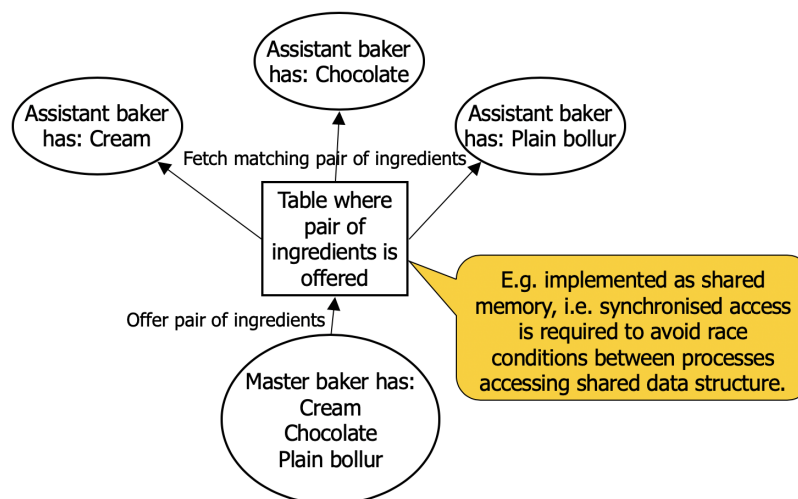 Assistant baker
has: Chocolate
Assistant baker
has: Cream
Assistant baker
has: Plain bollur
Fetch matching pair of ingredients
Table where
pair of
ingredients is
offered
E.g. implemented as shared
memory, i.e. synchronised access
is required to avoid race
conditions between processes
accessing shared data structure.
Offer pair of ingredients
Master baker has:
Cream
Chocolate
Plain bollur